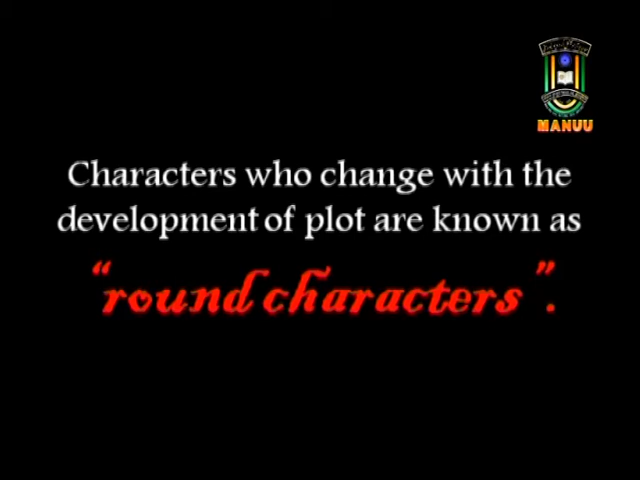 MANUU
Characters who change with the
development of plot are known as
“round characters”.